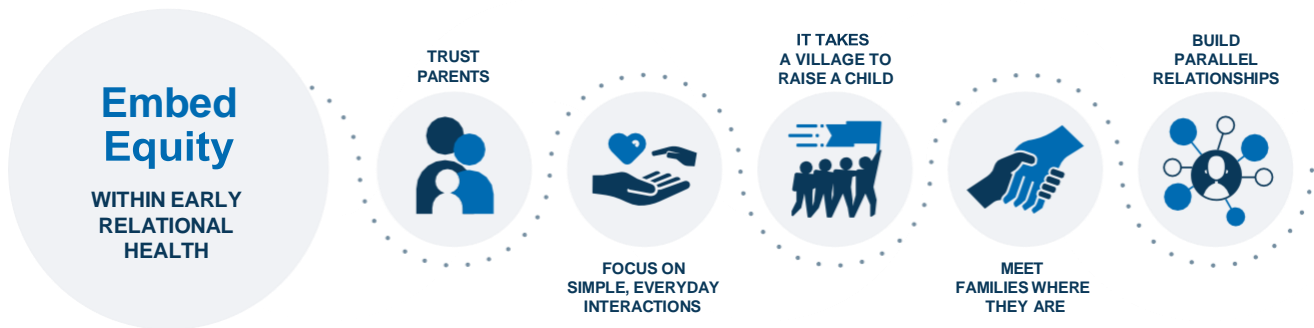 Embed
Equity
WITHIN EARLY
RELATIONAL
HEALTH
TRUST
PARENTS
FOCUS ON
SIMPLE, EVERYDAY
INTERACTIONS
IT TAKES
A VILLAGE TO
RAISE A CHILD
MEET
FAMILIES WHERE
THEY ARE
BUILD
PARALLEL
RELATIONSHIPS